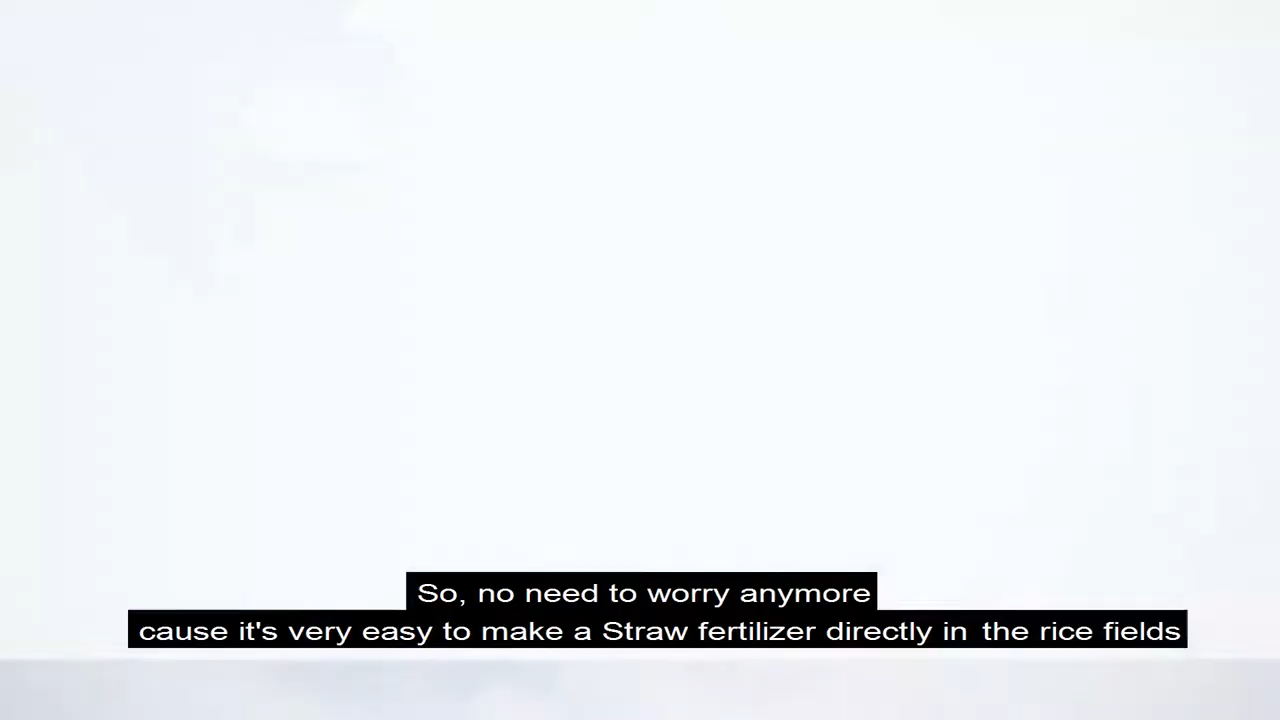 So, no need to worry anymore
cause it's very easy to make a Straw fertilizer directly in the rice fields